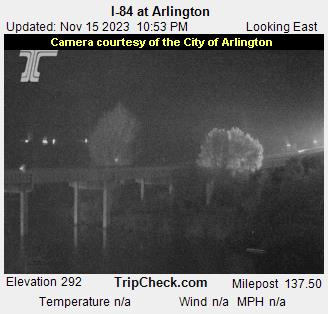 I-84 at Arlington
Updated: Nov 15 2023 10:53 PM Looking East
Camera courtesy of the City of Arlington
Elevation 292 TripCheck.com Milepost 137.50
Temperature n/a Wind n/a MPH n/a